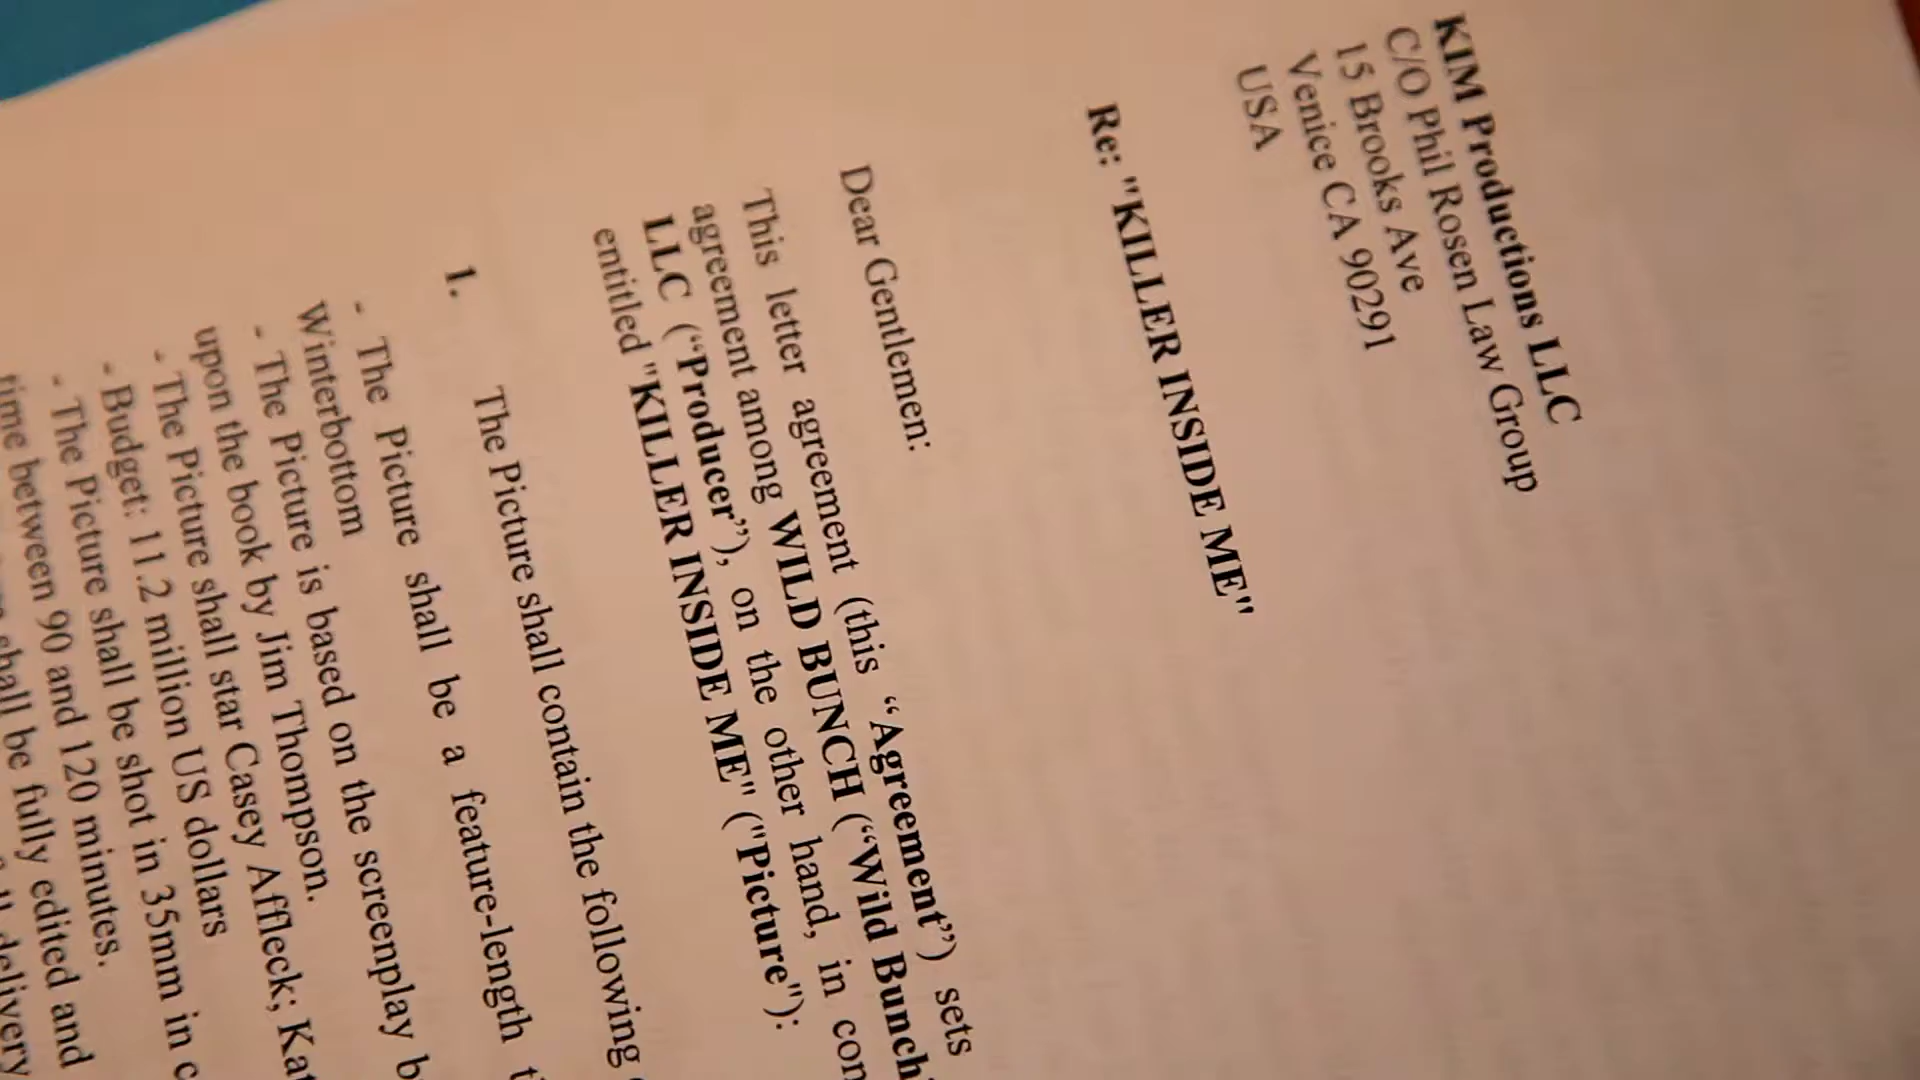 KIM Productions LLC
C/O Phil Rosen Law Group
15 Brooks Ave
Venice CA 90291
USA
Re: "KILLER INSIDE ME"
Dear Gentlemen:
This letter agreement (this “Agreement”) sets
agreement among WILD BUNCH (“Wild Bunch
LLC (“Producer”), on the other hand, in con
entitled "KILLER INSIDE ME" ("Picture"):
1. The Picture shall contain the following
- The Picture shall be a feature-length
Winterbottom
- The Picture is based on the screenplay b
upon the book by Jim Thompson.
- The Picture shall star Casey Affleck; Kat
- Budget: 11.2 million US dollars
- The Picture shall be shot in 35mm in c
time between 90 and 120 minutes.
shall be fully edited and
delivery